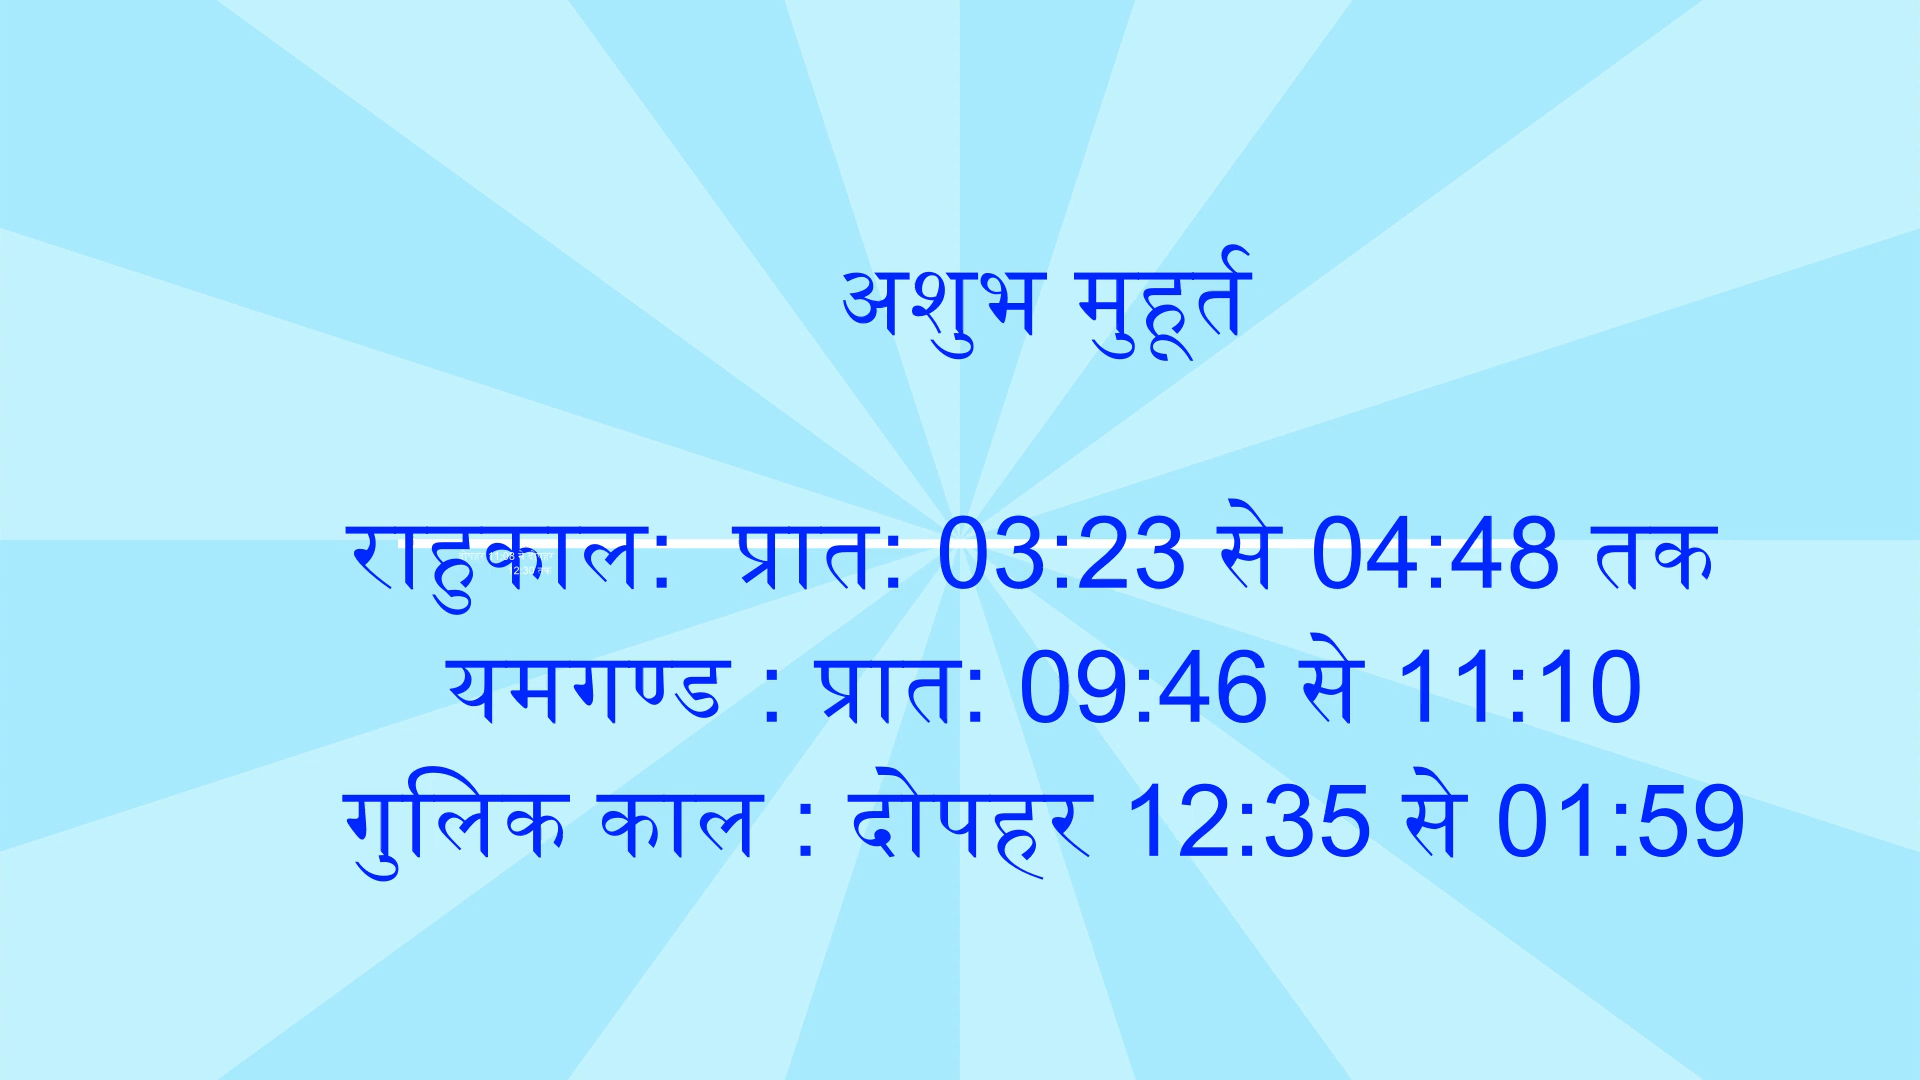 अशुभ मुहूर्त
राहुकाल: प्रात: 03:23 से 04:48 तक
यमगण्ड : प्रात: 09:46 से 11:10
गुलिक काल : दोपहर 12:35 से 01:59